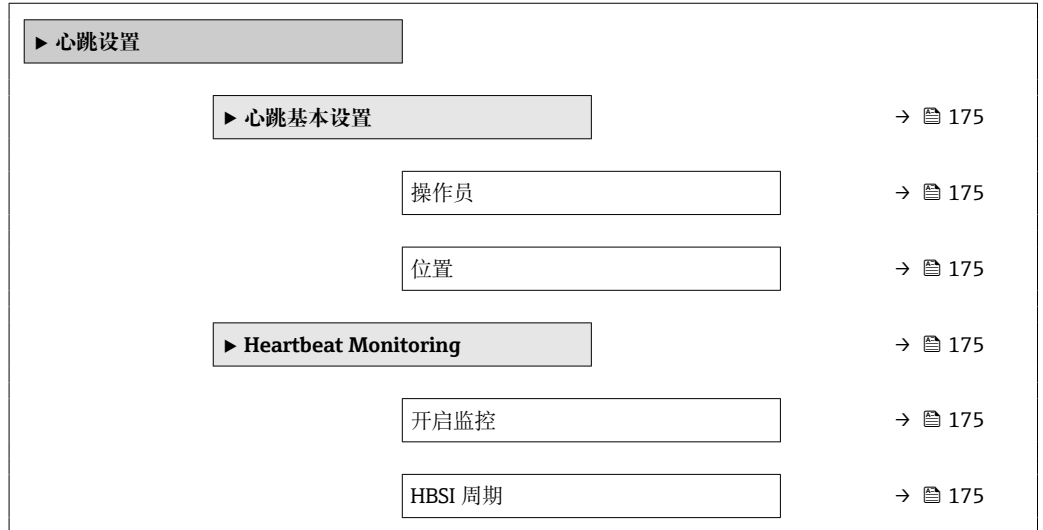 ▶ 心跳设置
▶ 心跳基本设置 → 🖹 175
操作员 → 🖹 175
位置 → 🖹 175
▶ Heartbeat Monitoring → 🖹 175
开启监控 → 🖹 175
HBSI 周期 → 🖹 175